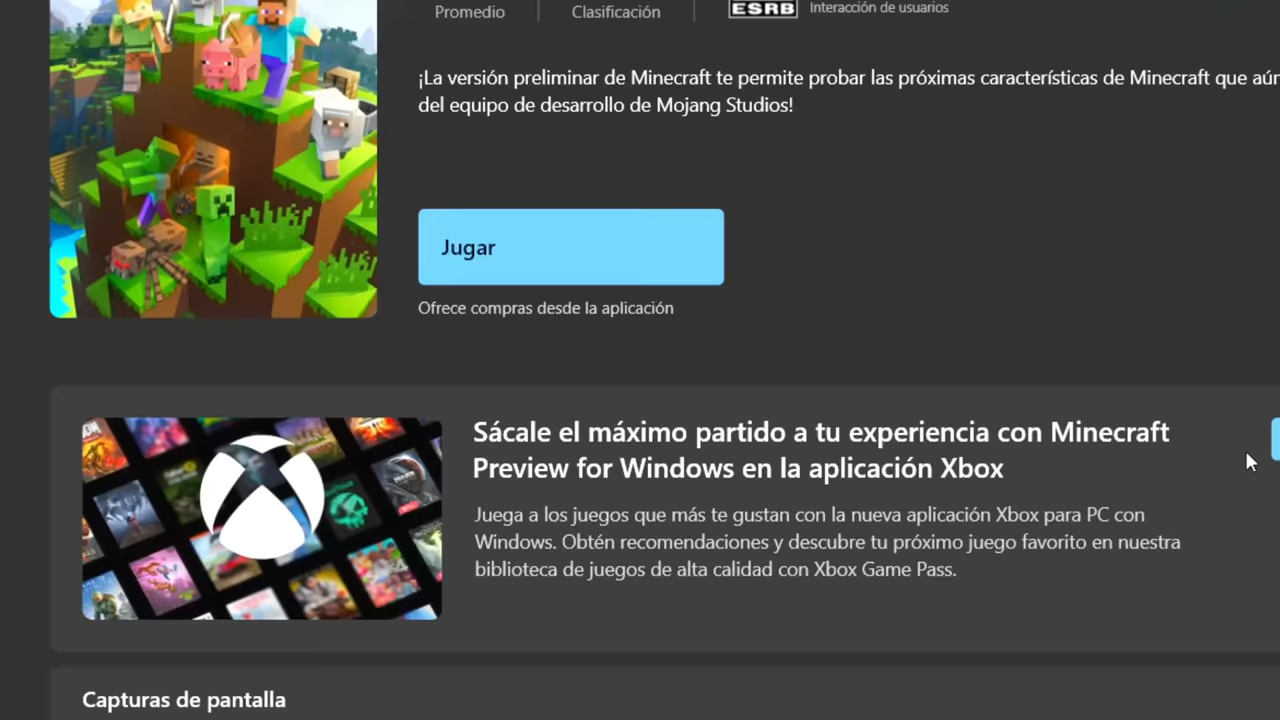 Promedio
Clasificación
ESRB
Interacción de usuarios
¡La versión preliminar de Minecraft te permite probar las próximas características de Minecraft que aún
del equipo de desarrollo de Mojang Studios!
Jugar
Ofrece compras desde la aplicación
Sácale el máximo partido a tu experiencia con Minecraft
Preview for Windows en la aplicación Xbox
Juega a los juegos que más te gustan con la nueva aplicación Xbox para PC con
Windows. Obtén recomendaciones y descubre tu próximo juego favorito en nuestra
biblioteca de juegos de alta calidad con Xbox Game Pass.
Capturas de pantalla